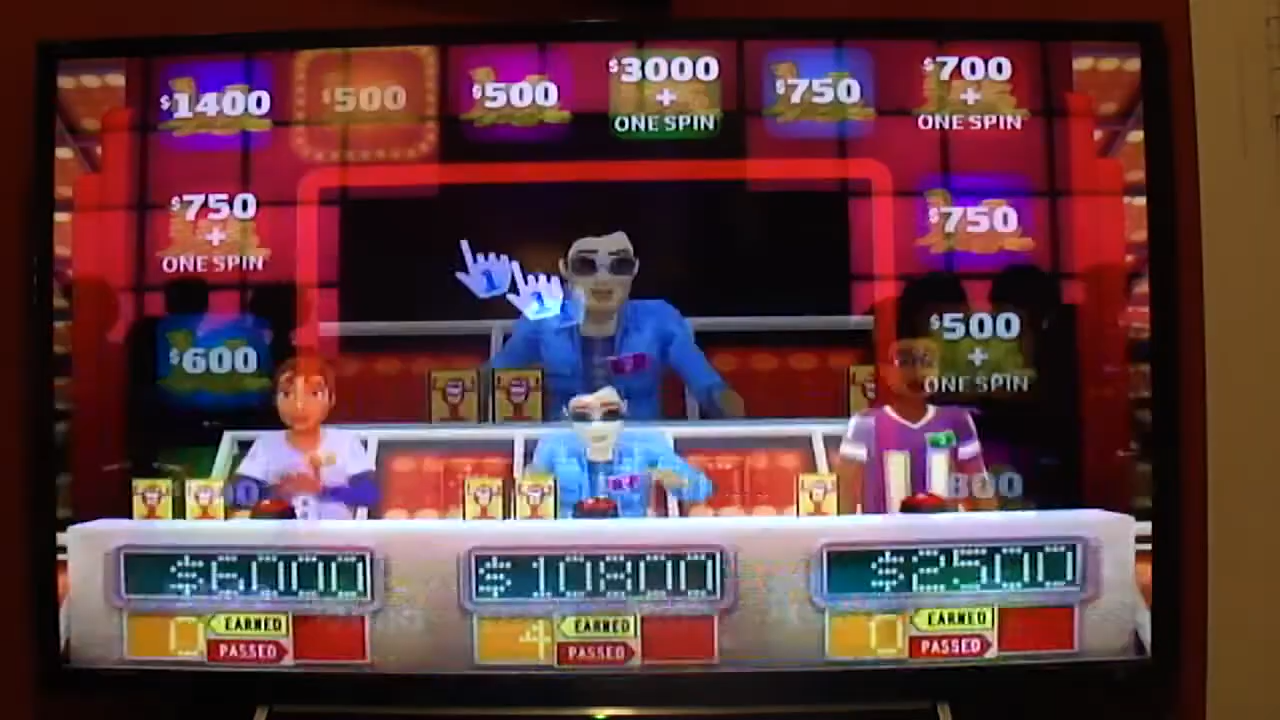 $1400
$500
$500
$3000
+
ONE SPIN
$750
$700
+
ONE SPIN
$750
+
ONE SPIN
$750
$600
$500
+
ONE SPIN
800
$6000
$10800
$2500
0
EARNED
PASSED
4
EARNED
PASSED
0
EARNED
PASSED